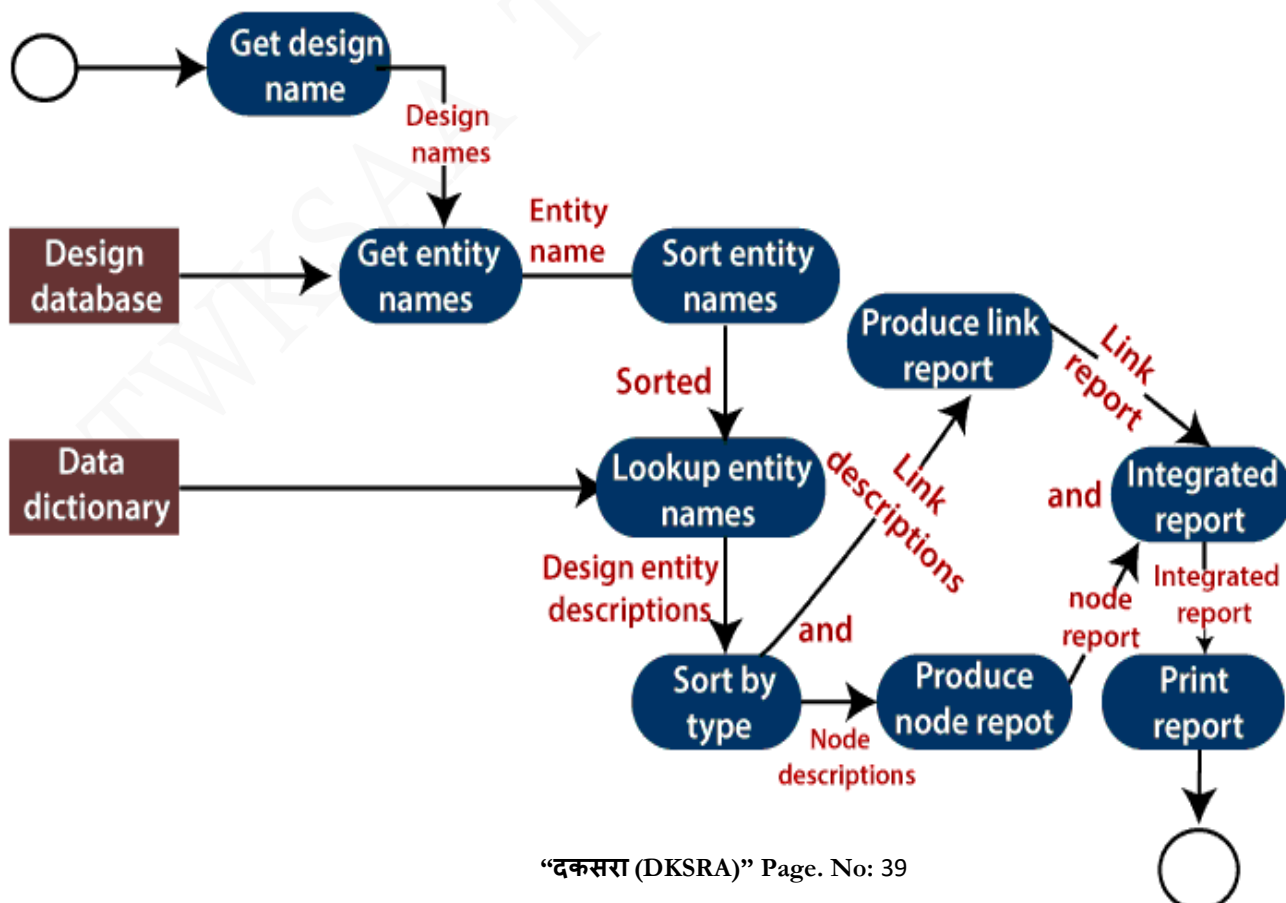 Get design
name
Design
names
Design
database
Get entity
names
Entity
name
Sort entity
names
Sorted
Data
dictionary
Lookup entity
names
Design entity
descriptions
Sort by
type
and
Link
descriptions
Produce link
report
Link
report
Node
descriptions
Produce
node repot
node
report
and
Integrated
report
Integrated
report
Print
report
TWKSAA T
“दकसरा (DKSRA)” Page. No: 39